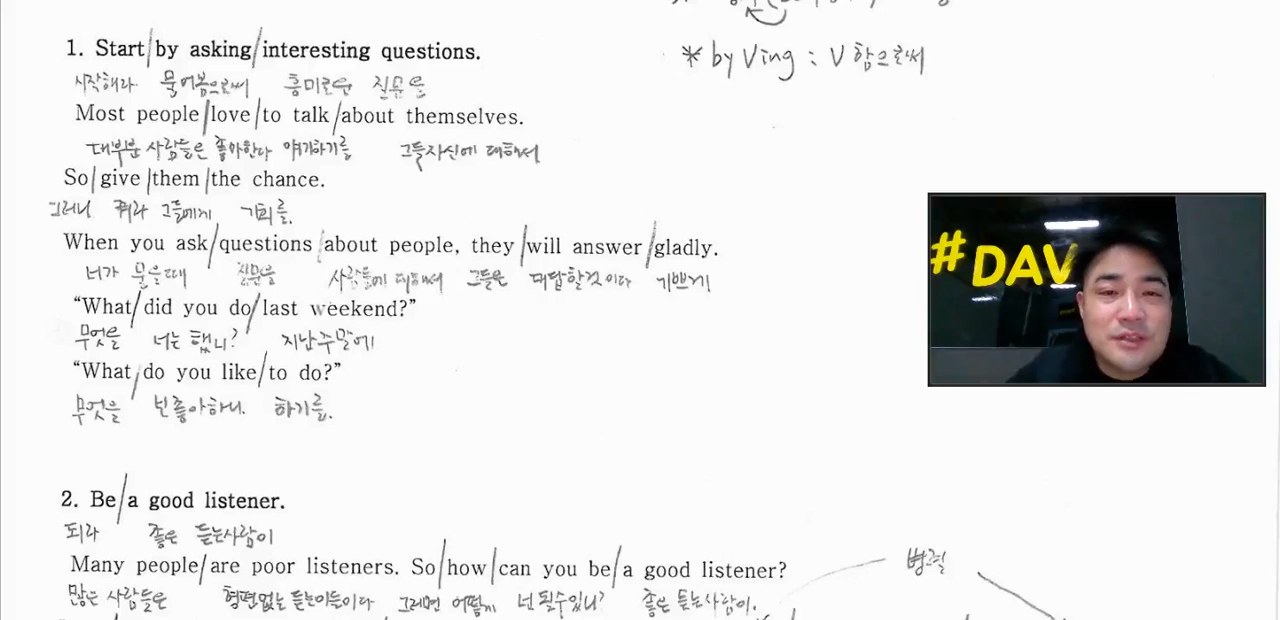 * by Ving : V 함으로써
1. Start/by asking/interesting questions.
시작해라 물어봄으로써 흥미로운 질문을
Most people/love/to talk/about themselves.
대부분 사람들은 좋아한다 얘기하기를 그들자신에 대해서
So/give/them/the chance.
그러니 줘라 그들에게 기회를.
When you ask/questions/about people, they/will answer/gladly.
너가 물을때 질문을 사람들에 대해서 그들은 대답할것이다 기쁘게
#DAV
“What/did you do/last weekend?”
무엇을 너는 했니? 지난주말에
“What/do you like/to do?”
무엇을 넌좋아하니. 하기를.
2. Be/a good listener.
되라 좋은 듣는사람이
Many people/are poor listeners. So/how/can you be/a good listener?
병렬
많은 사람들은 형편없는 듣는이들이다 그러면 어떻게 넌 될수있니? 좋은 듣는사람이.